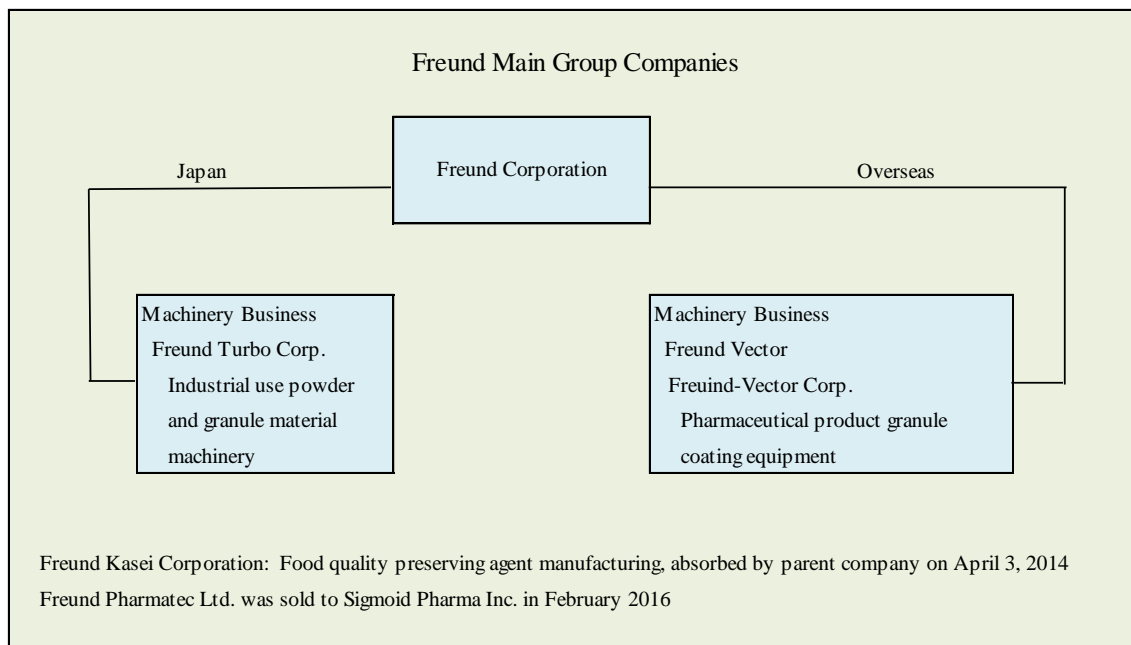 Freund Main Group Companies
Freund Corporation
Japan
Overseas
Machinery Business
Freund Turbo Corp.
Industrial use powder
and granule material
machinery
Machinery Business
Freund Vector
Freuind-Vector Corp.
Pharmaceutical product granule
coating equipment
Freund Kasei Corporation: Food quality preserving agent manufacturing, absorbed by parent company on April 3, 2014
Freund Pharmatec Ltd. was sold to Sigmoid Pharma Inc. in February 2016